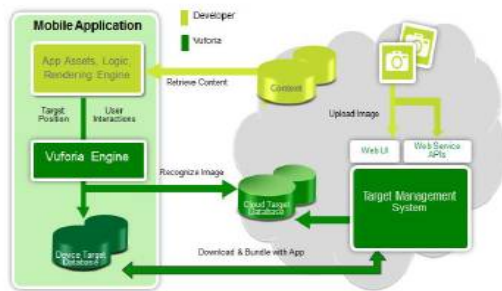 Mobile Application
Developer
Vuforia
App Assets, Logic,
Rendering Engine
Retrieve Content
Content
Target
Position
User
Interactions
Upload Image
Vuforia Engine
Web UI
Web Service
APIs
Recognize Image
Cloud Target
Database
Target Management
System
Device Target
Database
Download & Bundle with App